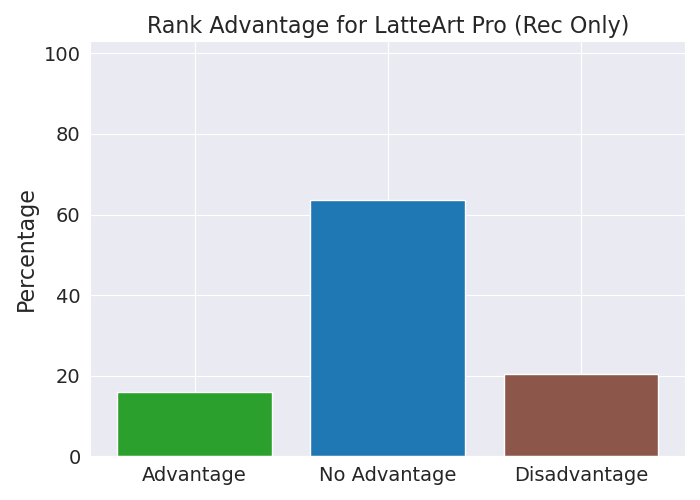 Rank Advantage for LatteArt Pro (Rec Only)
100
80
60
40
20
0
Percentage
Advantage
No Advantage
Disadvantage